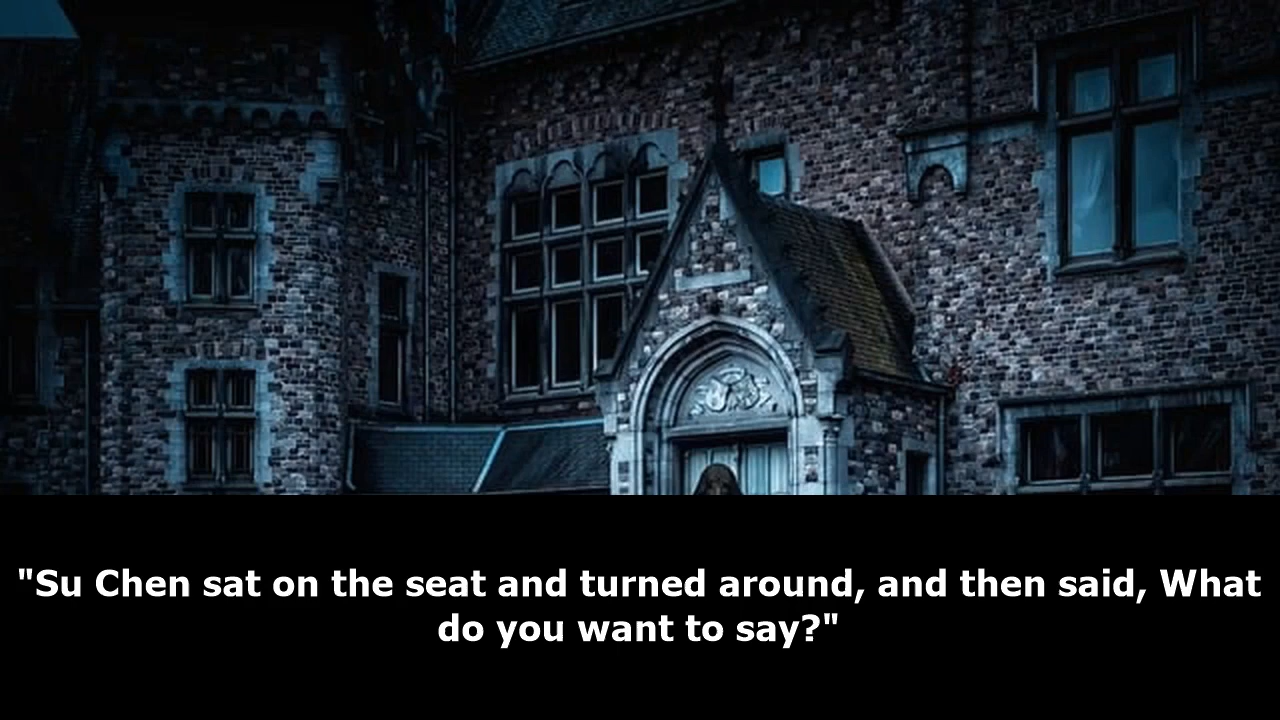 "Su Chen sat on the seat and turned around, and then said, What
do you want to say?"